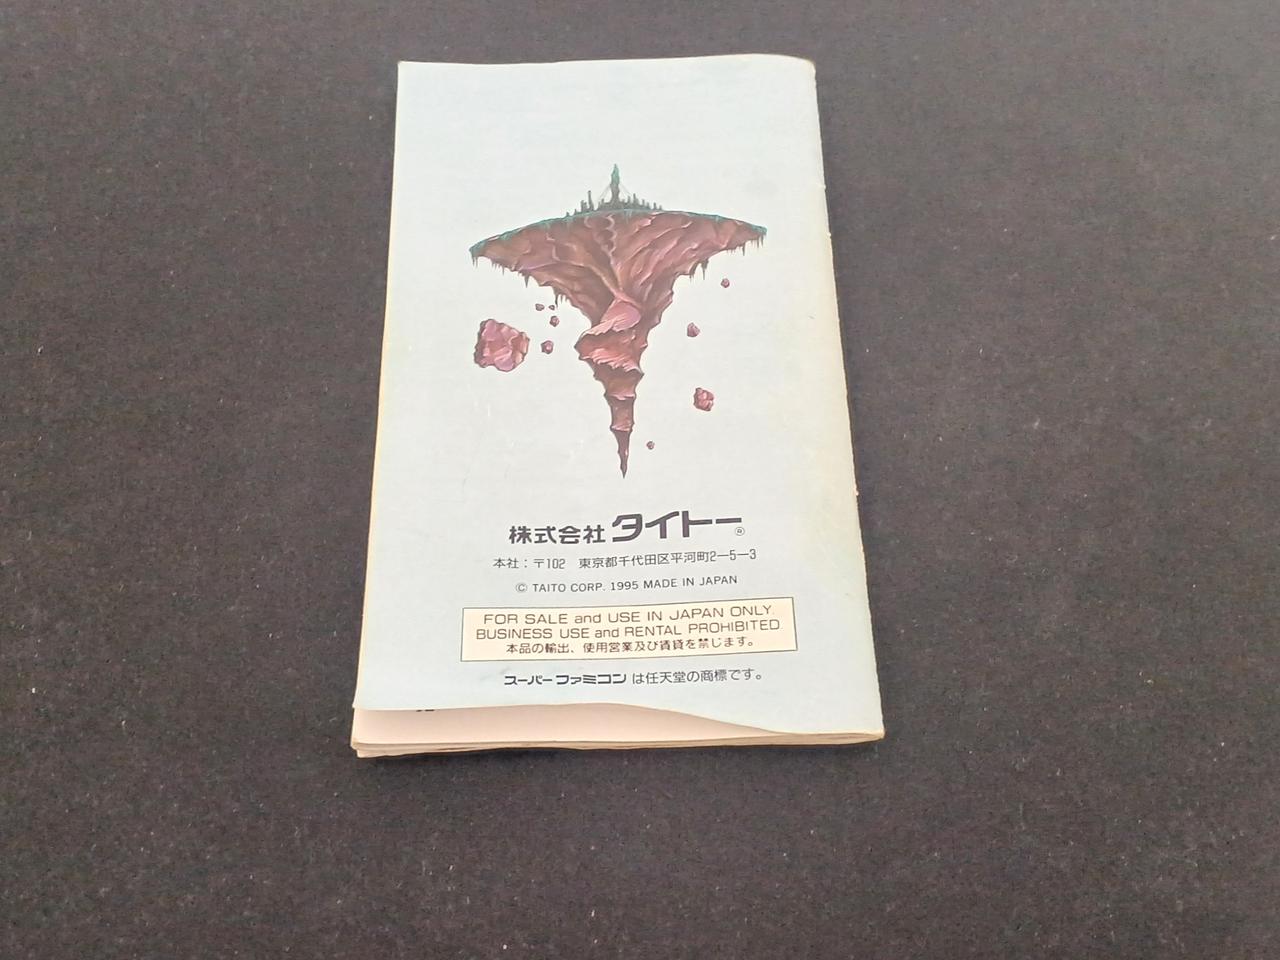 株式会社 タイトー®
本社：〒102 東京都千代田区平河町2-5-3
© TAITO CORP. 1995 MADE IN JAPAN
FOR SALE and USE IN JAPAN ONLY.
BUSINESS USE and RENTAL PROHIBITED.
本品の輸出、使用営業及び賃貸を禁じます。
スーパーファミコンは任天堂の商標です。